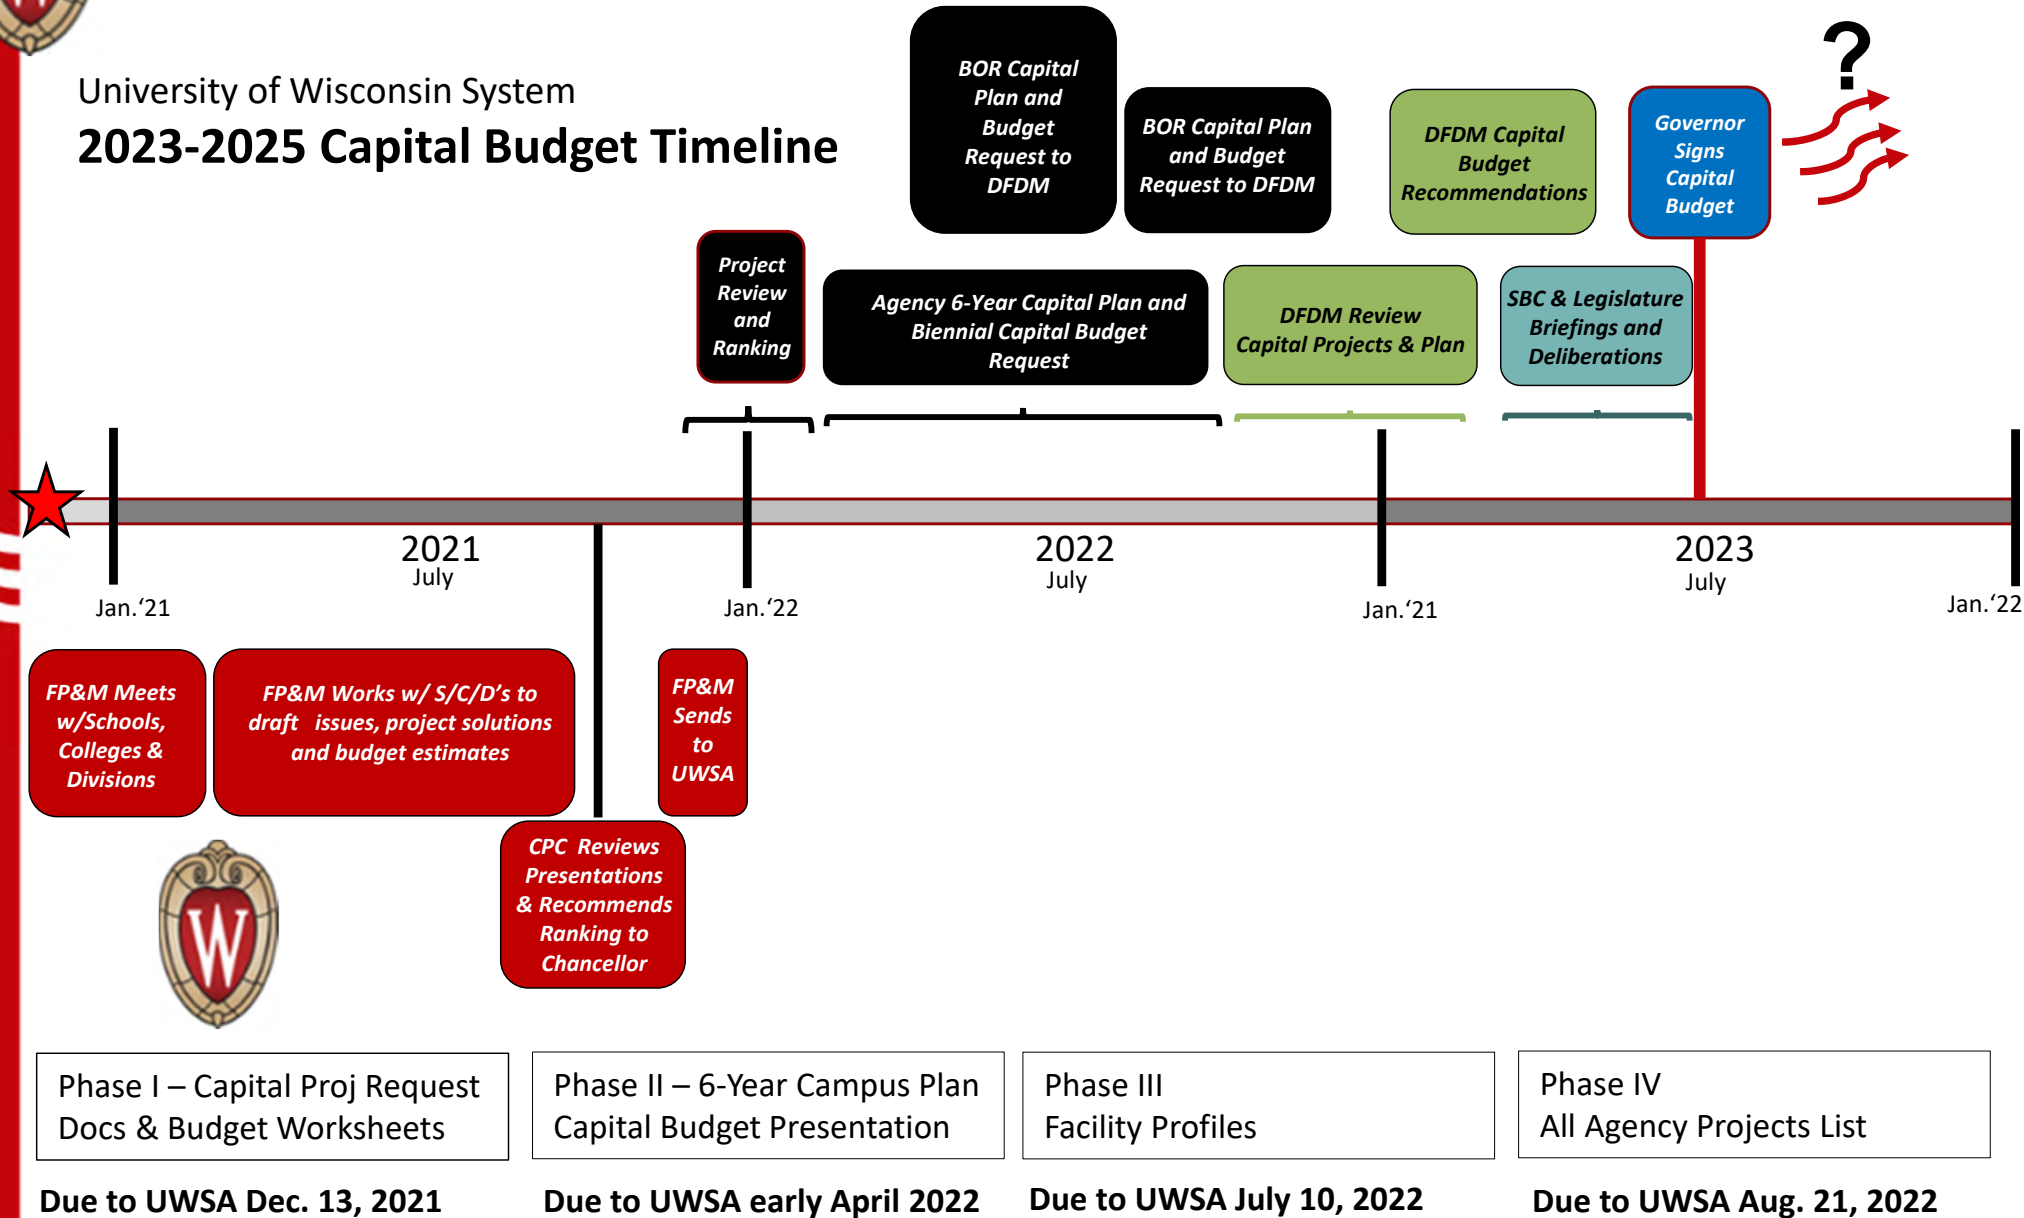 University of Wisconsin System
2023-2025 Capital Budget Timeline
BOR Capital
Plan and
Budget
Request to
DFDM
BOR Capital Plan
and Budget
Request to DFDM
DFDM Capital
Budget
Recommendations
Governor
Signs
Capital
Budget
?
Project
Review
and
Ranking
Agency 6-Year Capital Plan and
Biennial Capital Budget
Request
DFDM Review
Capital Projects & Plan
SBC & Legislature
Briefings and
Deliberations
2021
July
2022
July
2023
July
Jan.‘21
Jan.‘22
Jan.‘21
Jan.‘22
FP&M Meets
w/Schools,
Colleges &
Divisions
FP&M Works w/ S/C/D’s to
draft issues, project solutions
and budget estimates
FP&M
Sends
to
UWSA
CPC Reviews
Presentations
& Recommends
Ranking to
Chancellor
W
Phase I – Capital Proj Request
Docs & Budget Worksheets
Phase II – 6-Year Campus Plan
Capital Budget Presentation
Phase III
Facility Profiles
Phase IV
All Agency Projects List
Due to UWSA Dec. 13, 2021
Due to UWSA early April 2022
Due to UWSA July 10, 2022
Due to UWSA Aug. 21, 2022